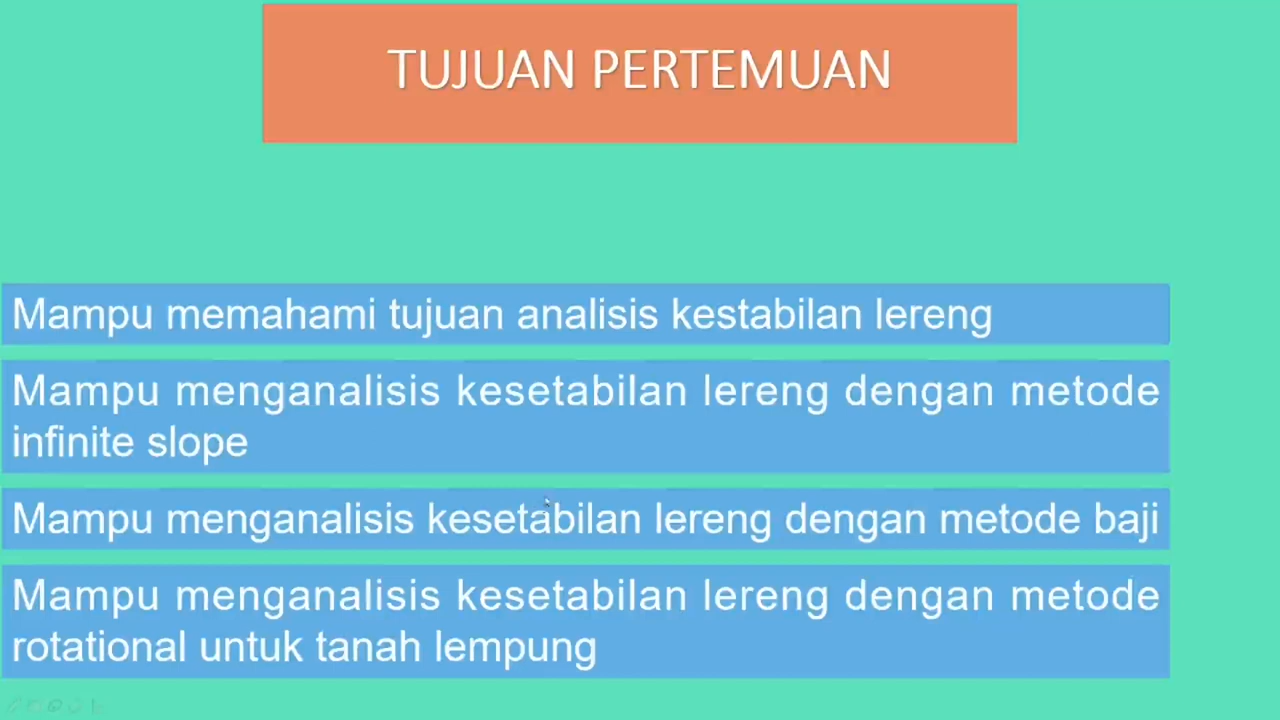 TUJUAN PERTEMUAN
Mampu memahami tujuan analisis kestabilan lereng
Mampu menganalisis kesetabilan lereng dengan metode
infinite slope
Mampu menganalisis kesetabilan lereng dengan metode baji
Mampu menganalisis kesetabilan lereng dengan metode
rotational untuk tanah lempung